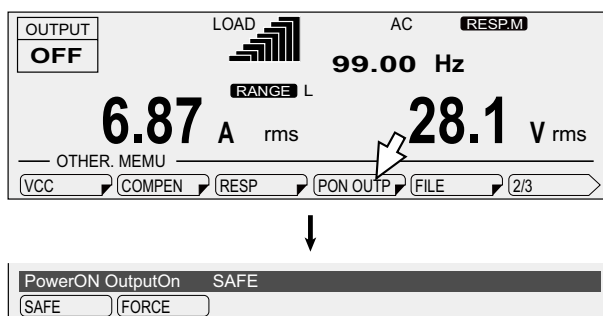 OUTPUT LOAD AC RESP.M
OFF
99.00 Hz
RANGE L
6.87 A rms 28.1 V rms
OTHER. MEMU
VCC COMPEN RESP PON OUTP FILE 2/3
PowerON OutputOn SAFE
SAFE FORCE